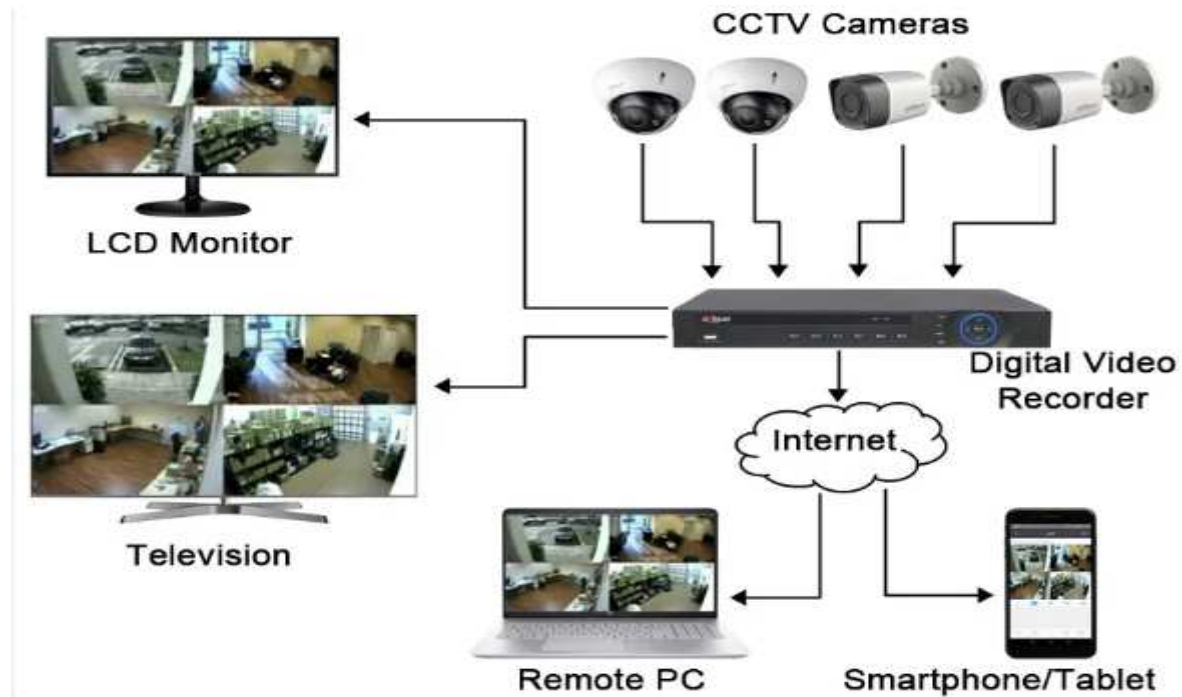 CCTV Cameras
LCD Monitor
Digital Video
Recorder
Internet
Television
Remote PC
Smartphone/Tablet